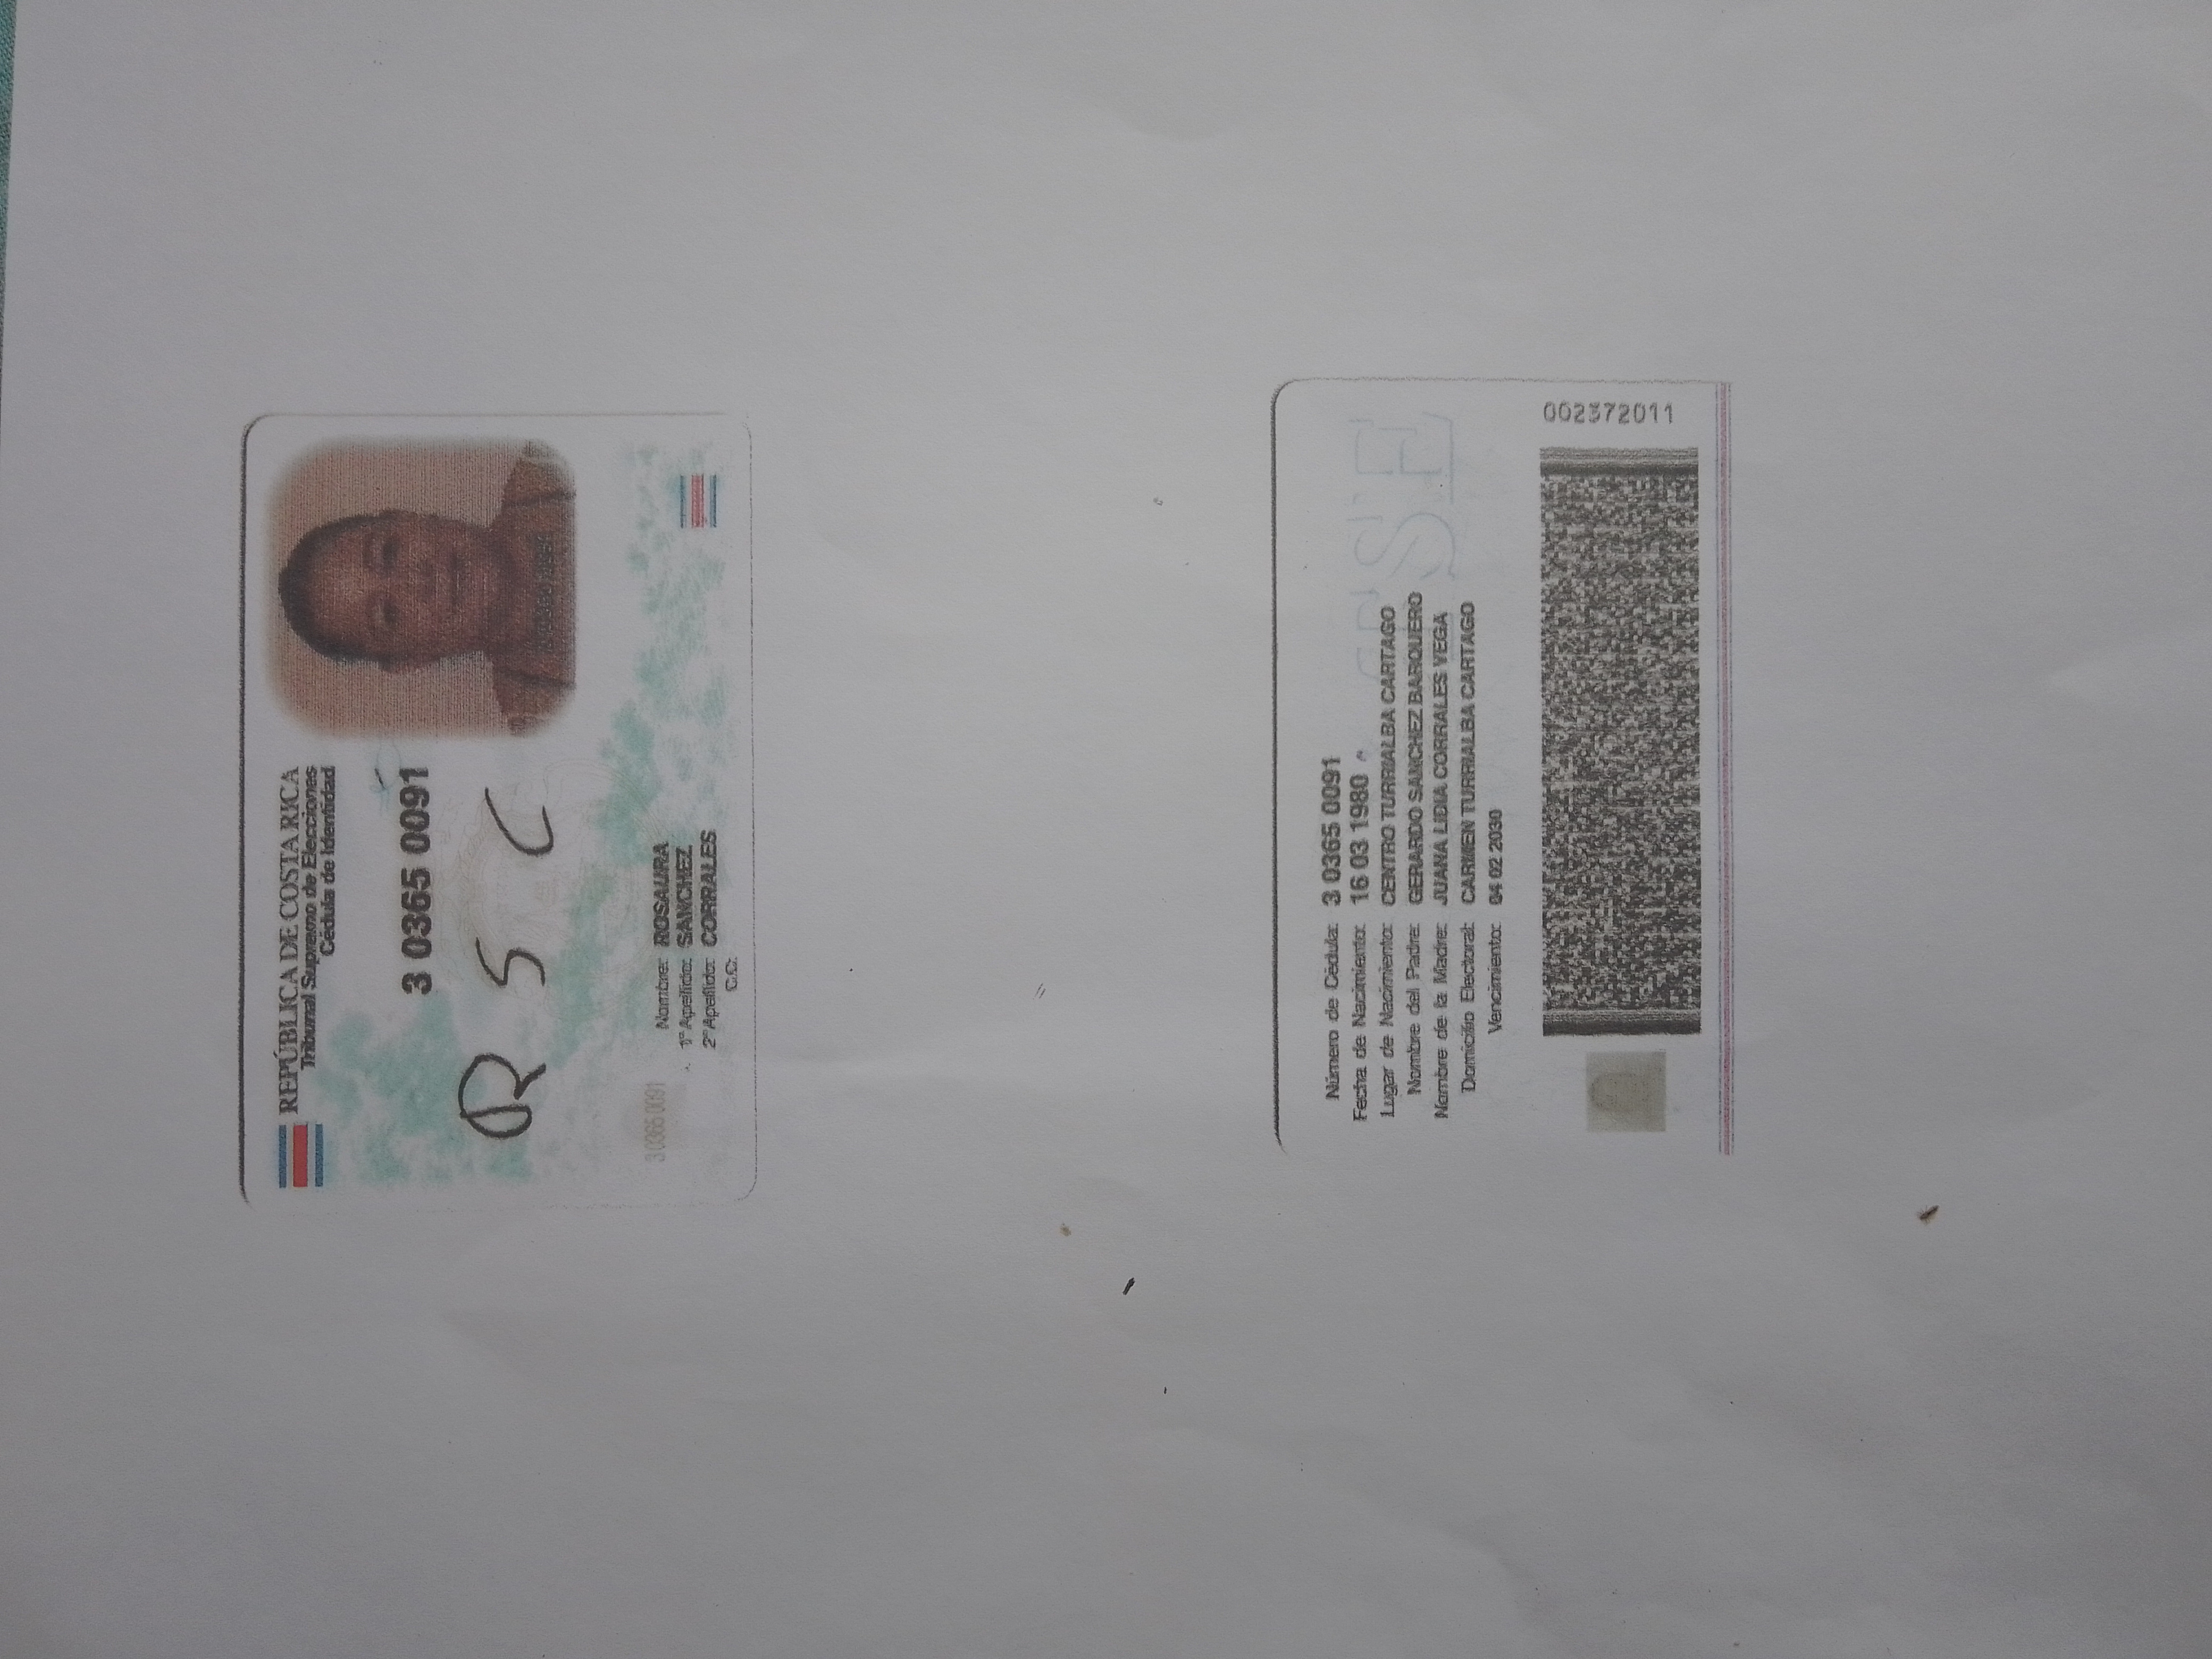 REPÚBLICA DE COSTA RICA
Tribunal Supremo de Elecciones
Cédula de Identidad
3 0365 0091
R S C
3 0365 0091
Nombre: ROSAURA
1° Apellido: SANCHEZ
2° Apellido: CORRALES
C.C:
Número de Cédula: 3 0365 0091
Fecha de Nacimiento: 16 03 1980
Lugar de Nacimiento: CENTRO TURRIALBA CARTAGO
Nombre del Padre: GERARDO SANCHEZ BARQUERO
Nombre de la Madre: JUANA LIDIA CORRALES VEGA
Domicilio Electoral: CARMEN TURRIALBA CARTAGO
Vencimiento: 04 02 2030
002372011